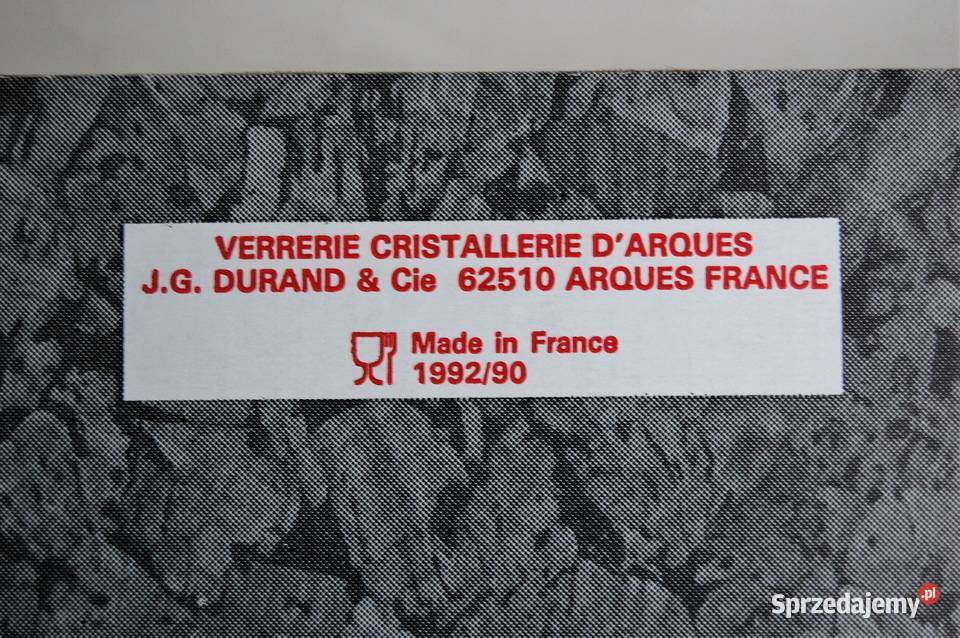 VERRERIE CRISTALLERIE D'ARQUES
J.G. DURAND & Cie 62510 ARQUES FRANCE
Made in France
1992/90
Sprzedajemy.pl